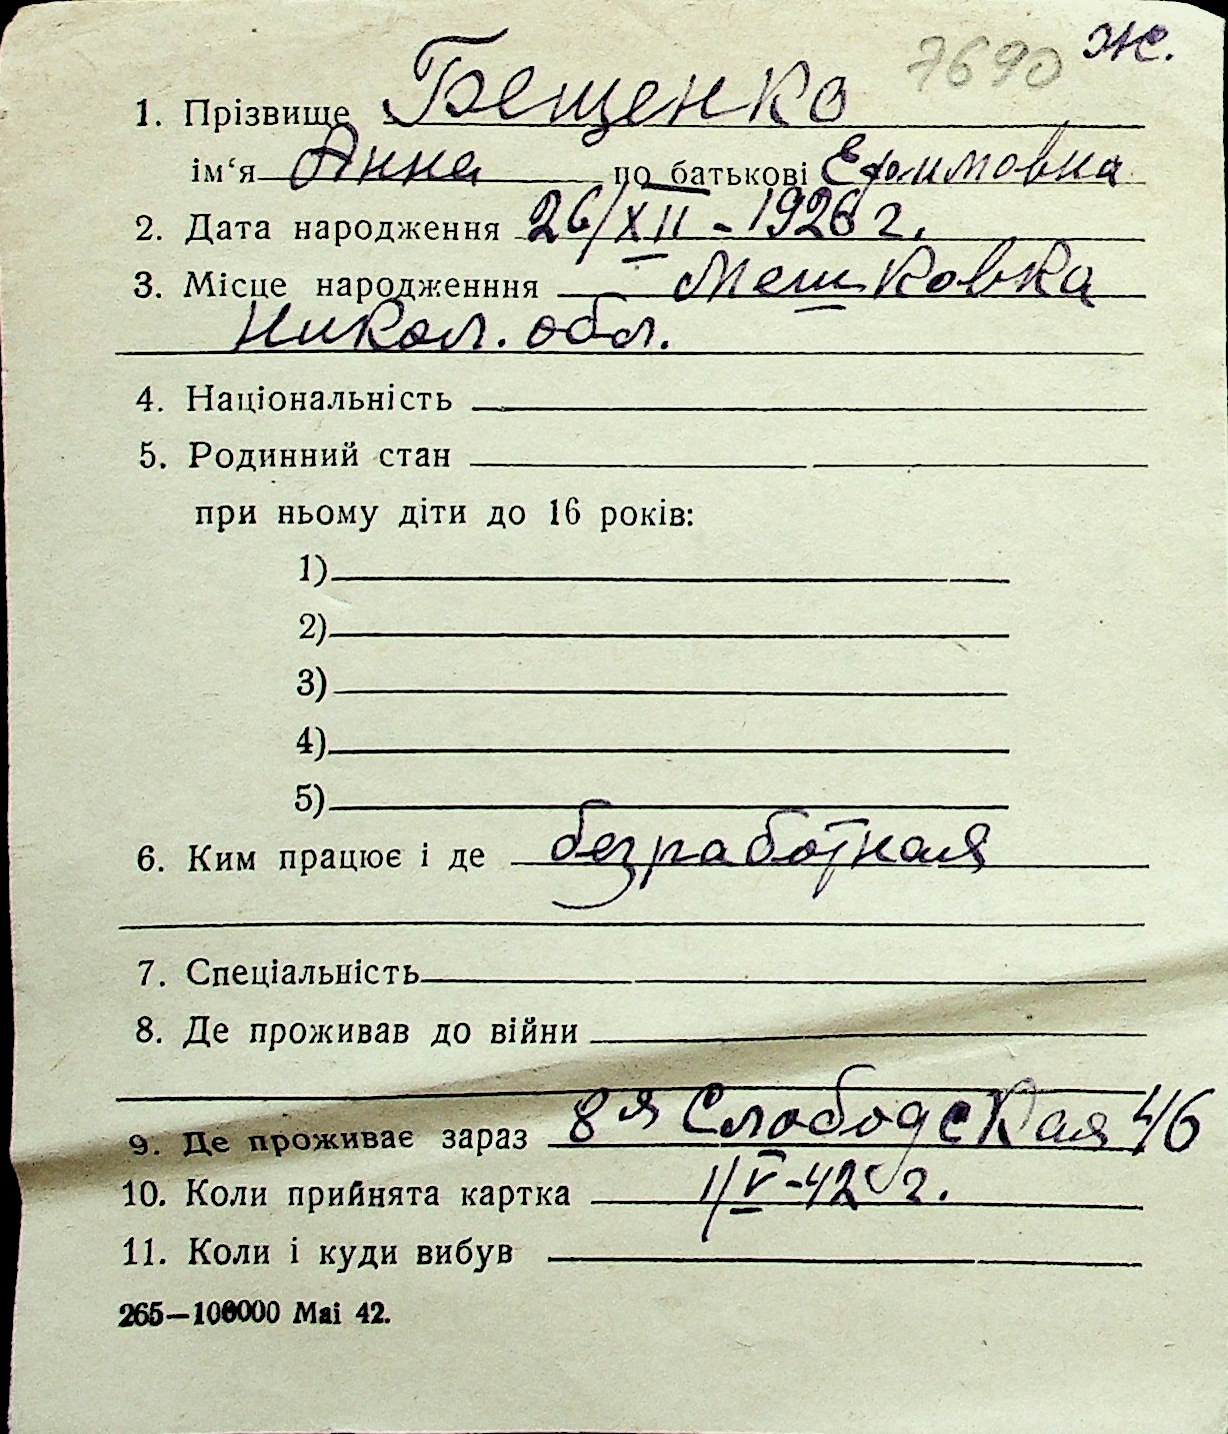 7690 Ж.
1. Прізвище Бещенко
ім‘я Анна по батькові Ефимовна
2. Дата народження 26/XII - 1926 г.
3. Місце народженння Мешковка
Никол. обл.
4. Національність
5. Родинний стан
при ньому діти до 16 років:
1)
2)
3)
4)
5)
6. Ким працює і де безработная
7. Спеціальність
8. Де проживав до війни
9. Де проживає зараз 8я Слободская 46
10. Коли прийнята картка 1/V-42 г.
11. Коли і куди вибув
265—100000 Mai 42.